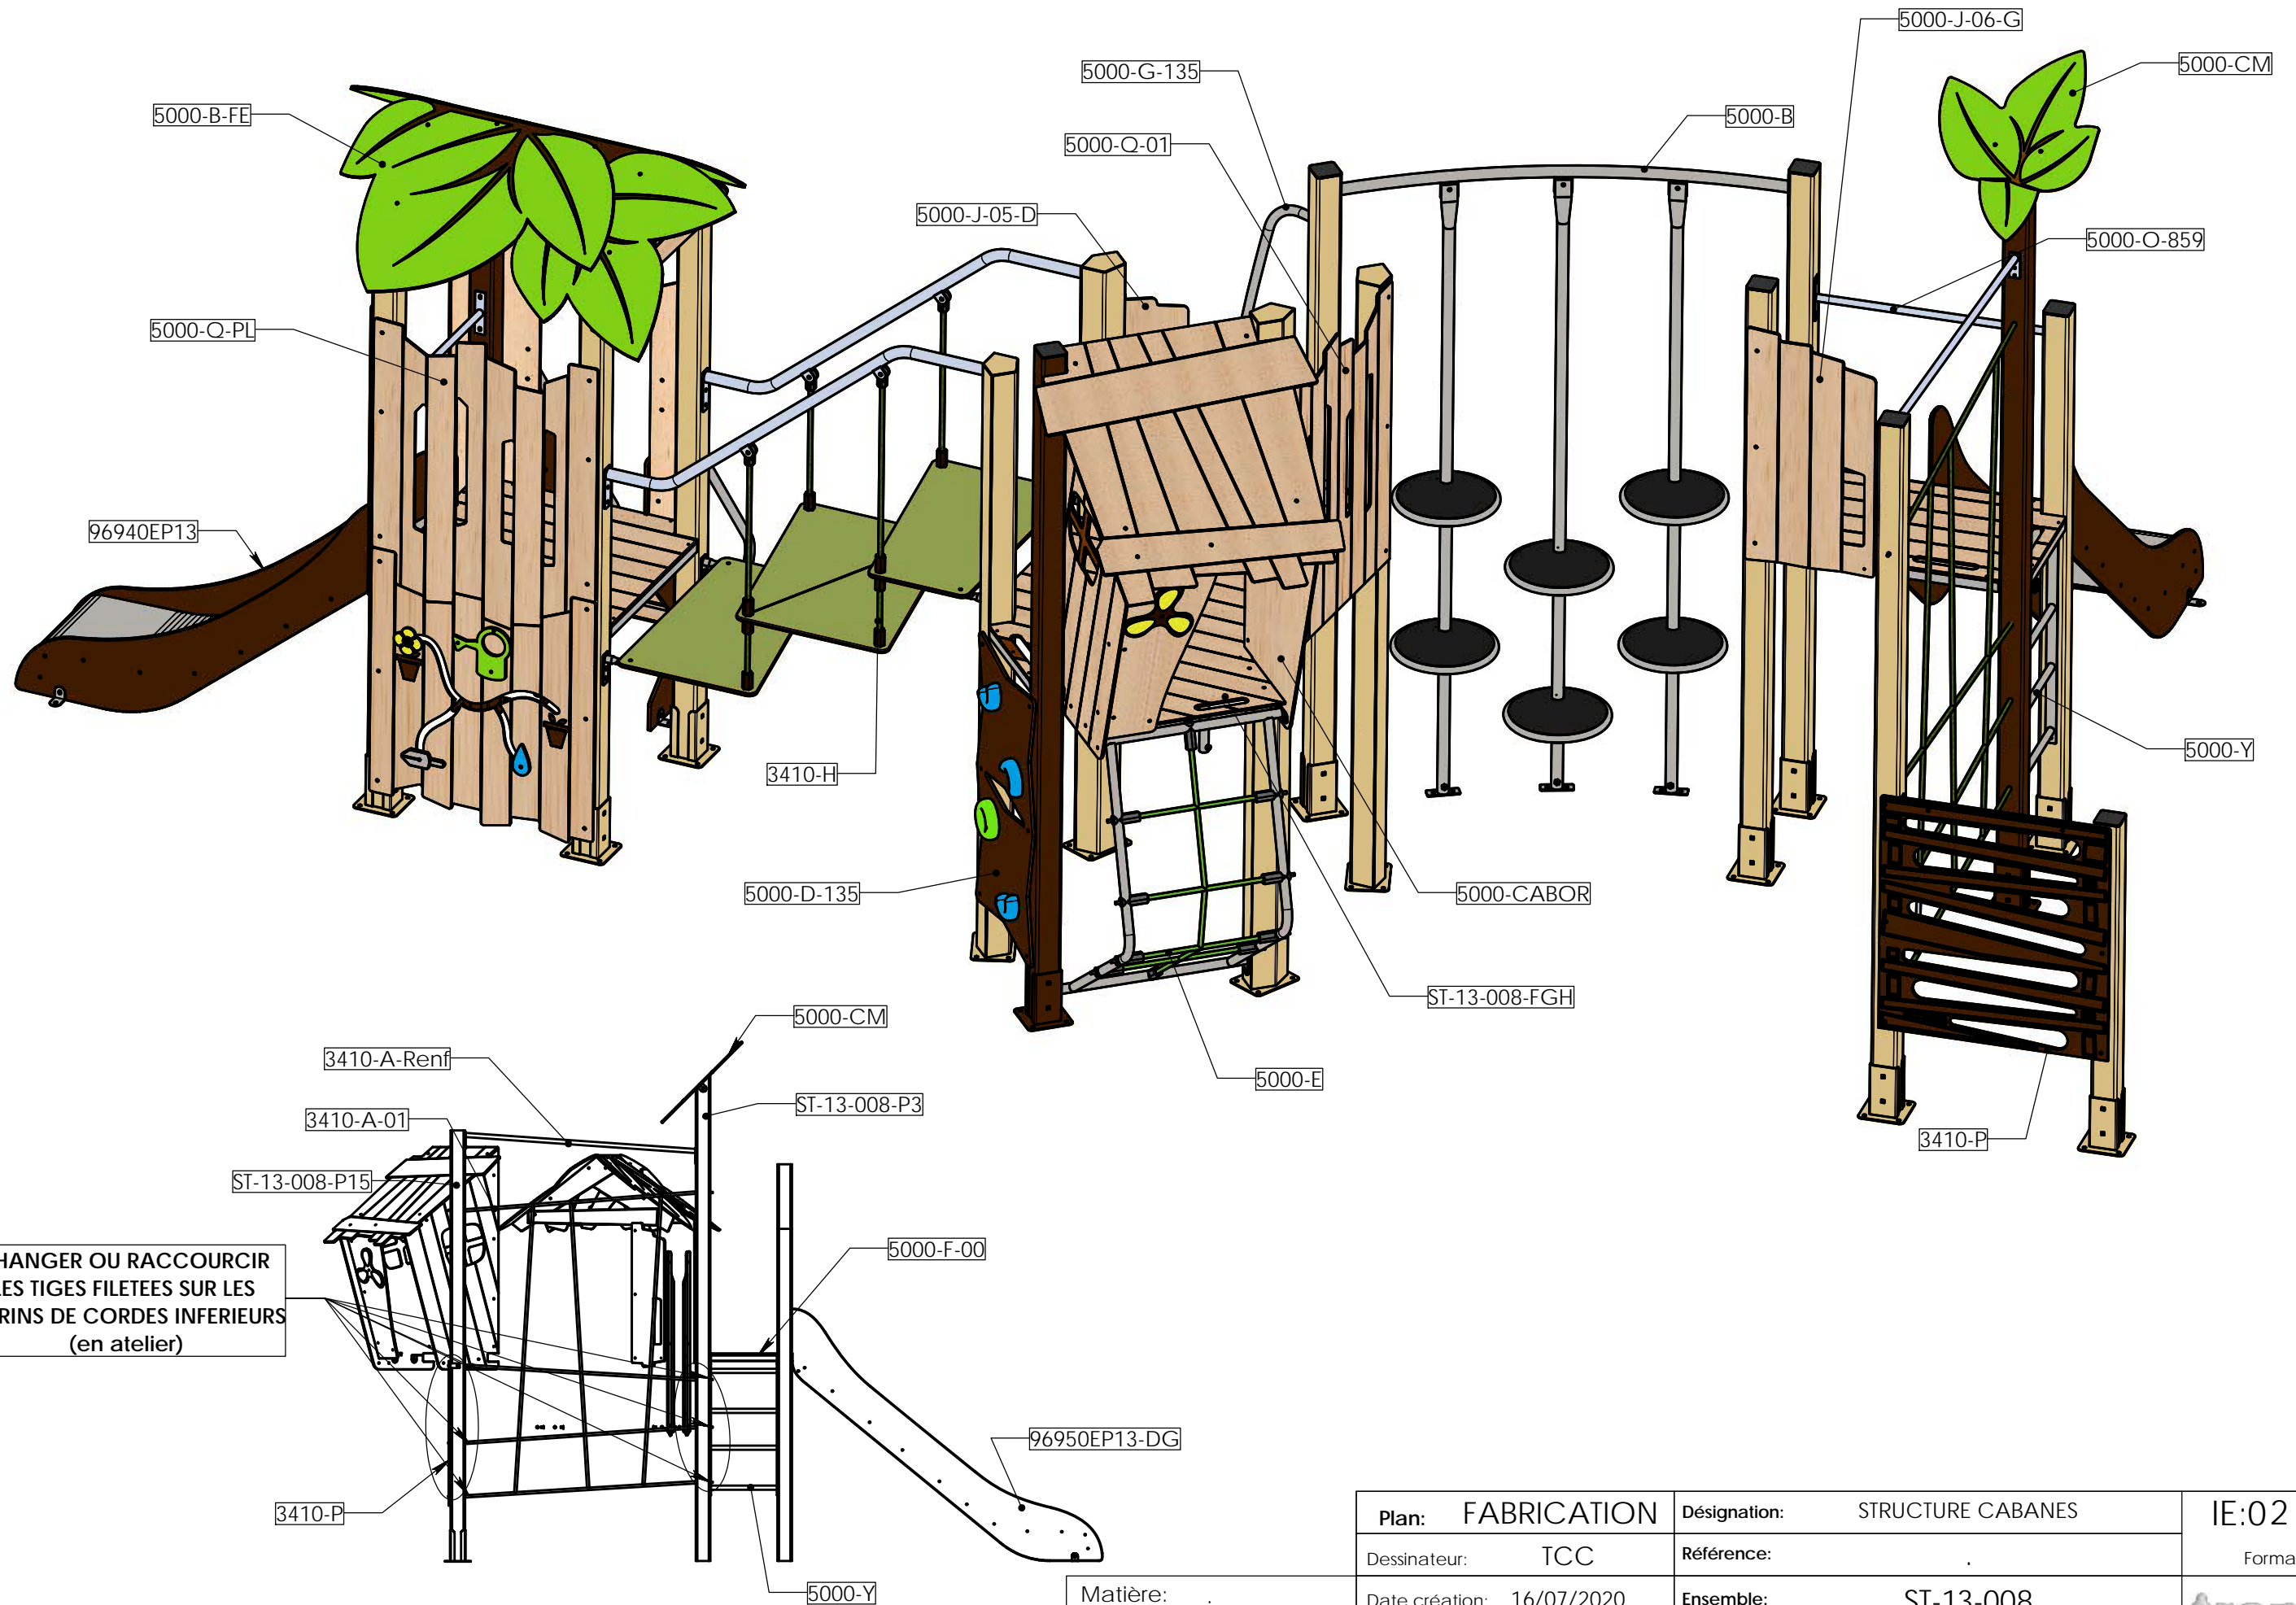 5000-J-06-G
5000-CM
5000-G-135
5000-B-FE
5000-B
5000-Q-01
5000-J-05-D
5000-O-859
5000-Q-PL
96940EP13
5000-Y
3410-H
5000-D-135
5000-CABOR
ST-13-008-FGH
5000-CM
3410-A-Renf
5000-E
ST-13-008-P3
3410-A-01
3410-P
ST-13-008-P15
5000-F-00
HANGER OU RACCOURCIR
ES TIGES FILETEES SUR LES
RINS DE CORDES INFERIEURS
(en atelier)
96950EP13-DG
3410-P
5000-Y
Plan: FABRICATION
Désignation: STRUCTURE CABANES
IE:02
Dessinateur: TCC
Référence: .
Forma
Matière: .
Date création: 16/07/2020
Ensemble: ST-13-008